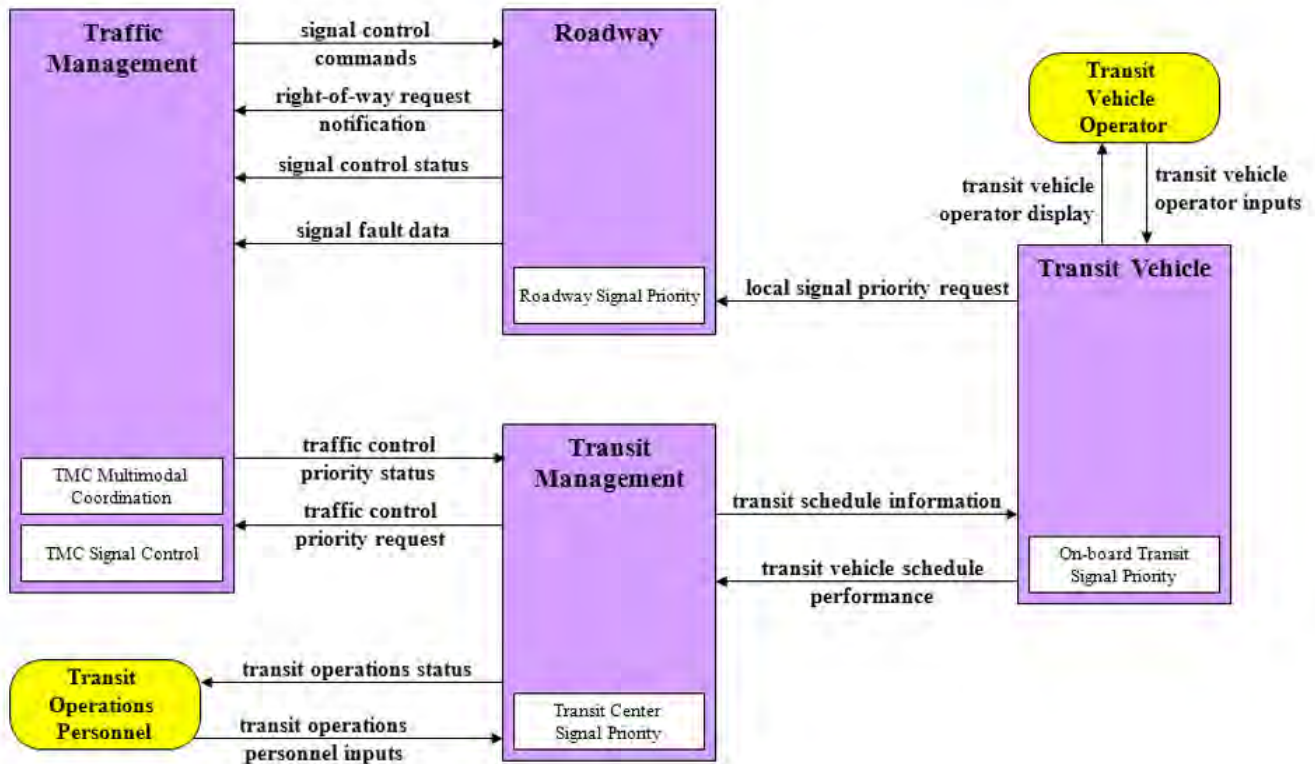 Traffic
Management
signal control
commands
right-of-way request
notification
signal control status
signal fault data
Roadway
Roadway Signal Priority
Transit
Vehicle
Operator
transit vehicle
operator display
transit vehicle
operator inputs
local signal priority request
Transit Vehicle
On-board Transit
Signal Priority
TMC Multimodal
Coordination
TMC Signal Control
traffic control
priority status
traffic control
priority request
Transit
Management
transit schedule information
transit vehicle schedule
performance
Transit Center
Signal Priority
Transit
Operations
Personnel
transit operations status
transit operations
personnel inputs